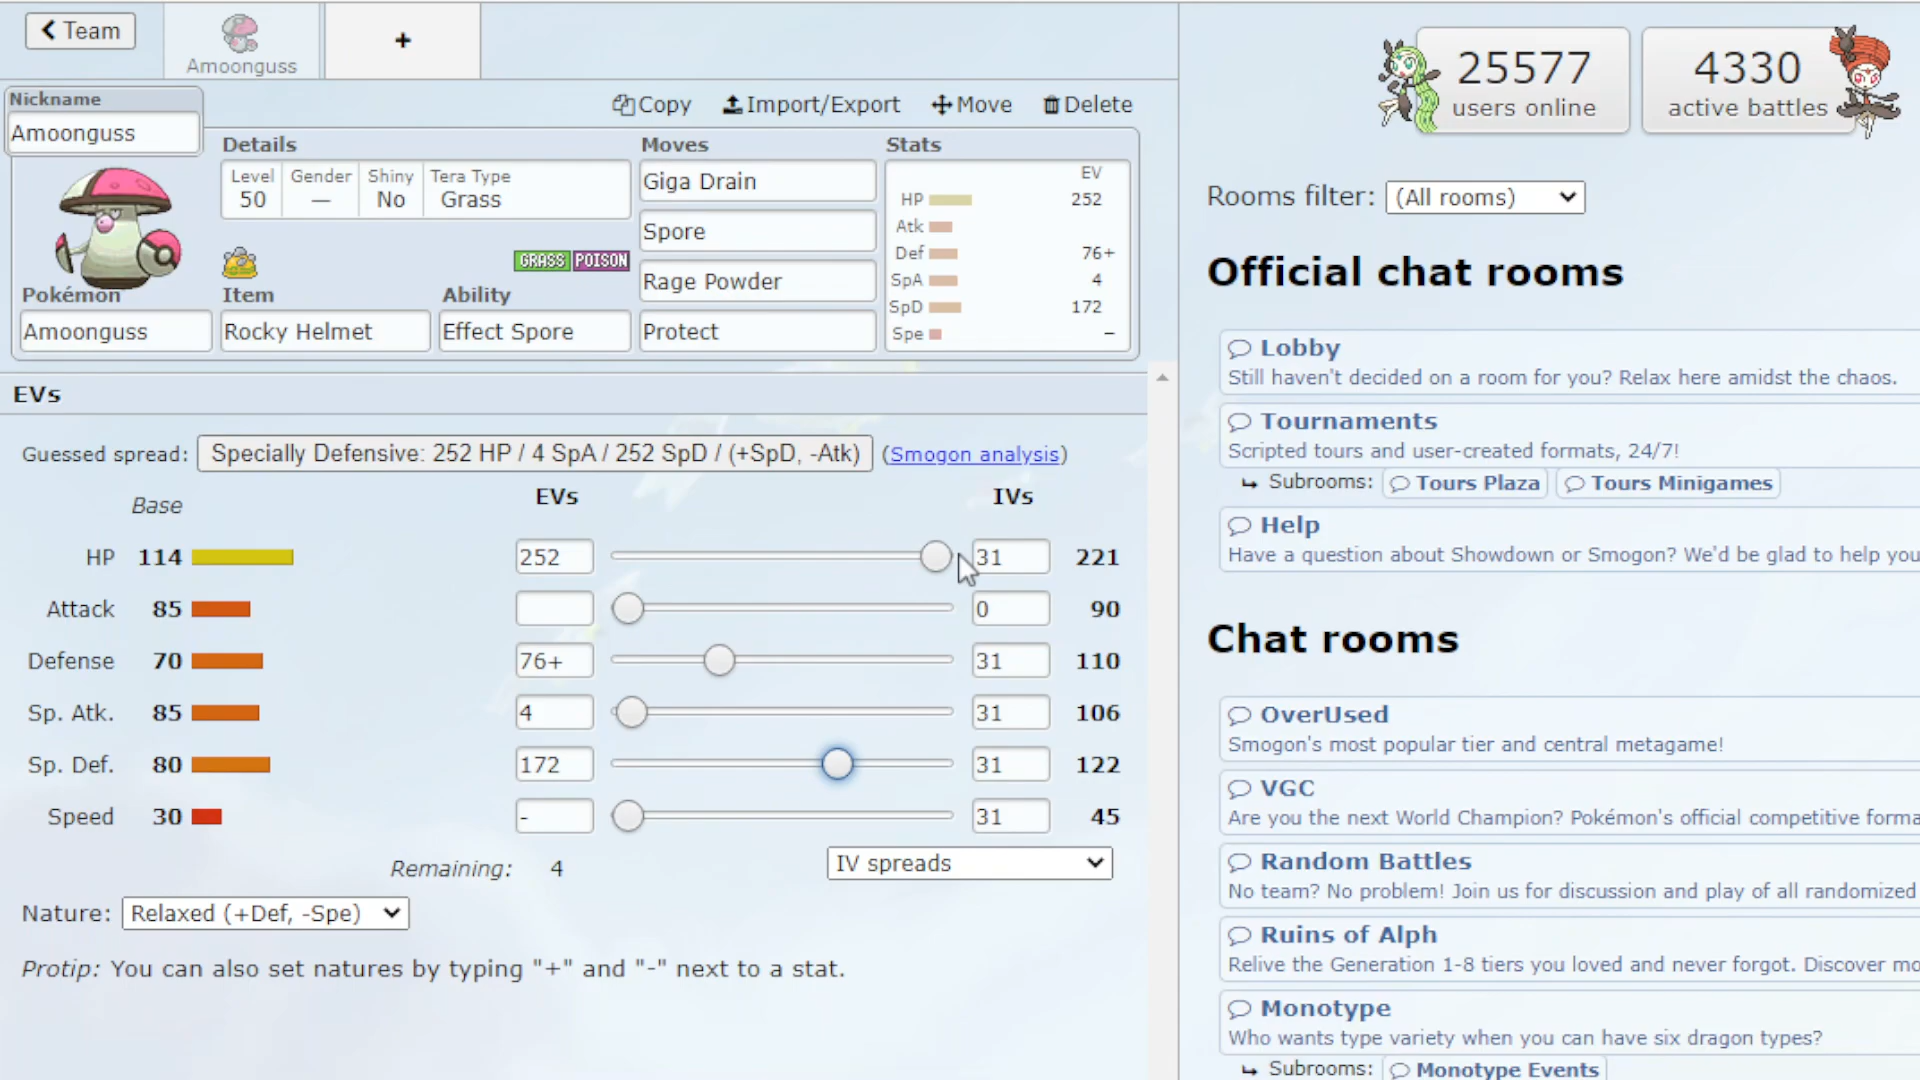 Team
Amoonguss
+
Nickname
Amoonguss
Copy
Import/Export
Move
Delete
Details
Level
Gender
Shiny
Tera Type
50
—
No
Grass
GRASS
POISON
Pokémon
Amoonguss
Item
Rocky Helmet
Ability
Effect Spore
Moves
Giga Drain
Spore
Rage Powder
Protect
Stats
EV
HP 252
Atk
Def 76+
SpA 4
SpD 172
Spe –
EVs
Guessed spread: Specially Defensive: 252 HP / 4 SpA / 252 SpD / (+SpD, -Atk) (Smogon analysis)
Base EVs IVs
HP 114 252 31 221
Attack 85 0 90
Defense 70 76+ 31 110
Sp. Atk. 85 4 31 106
Sp. Def. 80 172 31 122
Speed 30 - 31 45
Remaining: 4
IV spreads
Nature: Relaxed (+Def, -Spe)
Protip: You can also set natures by typing "+" and "-" next to a stat.
25577
users online
4330
active battles
Rooms filter: (All rooms)
Official chat rooms
Lobby
Still haven't decided on a room for you? Relax here amidst the chaos.
Tournaments
Scripted tours and user-created formats, 24/7!
Subrooms: Tours Plaza Tours Minigames
Help
Have a question about Showdown or Smogon? We'd be glad to help you
Chat rooms
OverUsed
Smogon's most popular tier and central metagame!
VGC
Are you the next World Champion? Pokémon's official competitive forma
Random Battles
No team? No problem! Join us for discussion and play of all randomized
Ruins of Alph
Relive the Generation 1-8 tiers you loved and never forgot. Discover mo
Monotype
Who wants type variety when you can have six dragon types?
Subrooms: Monotype Events